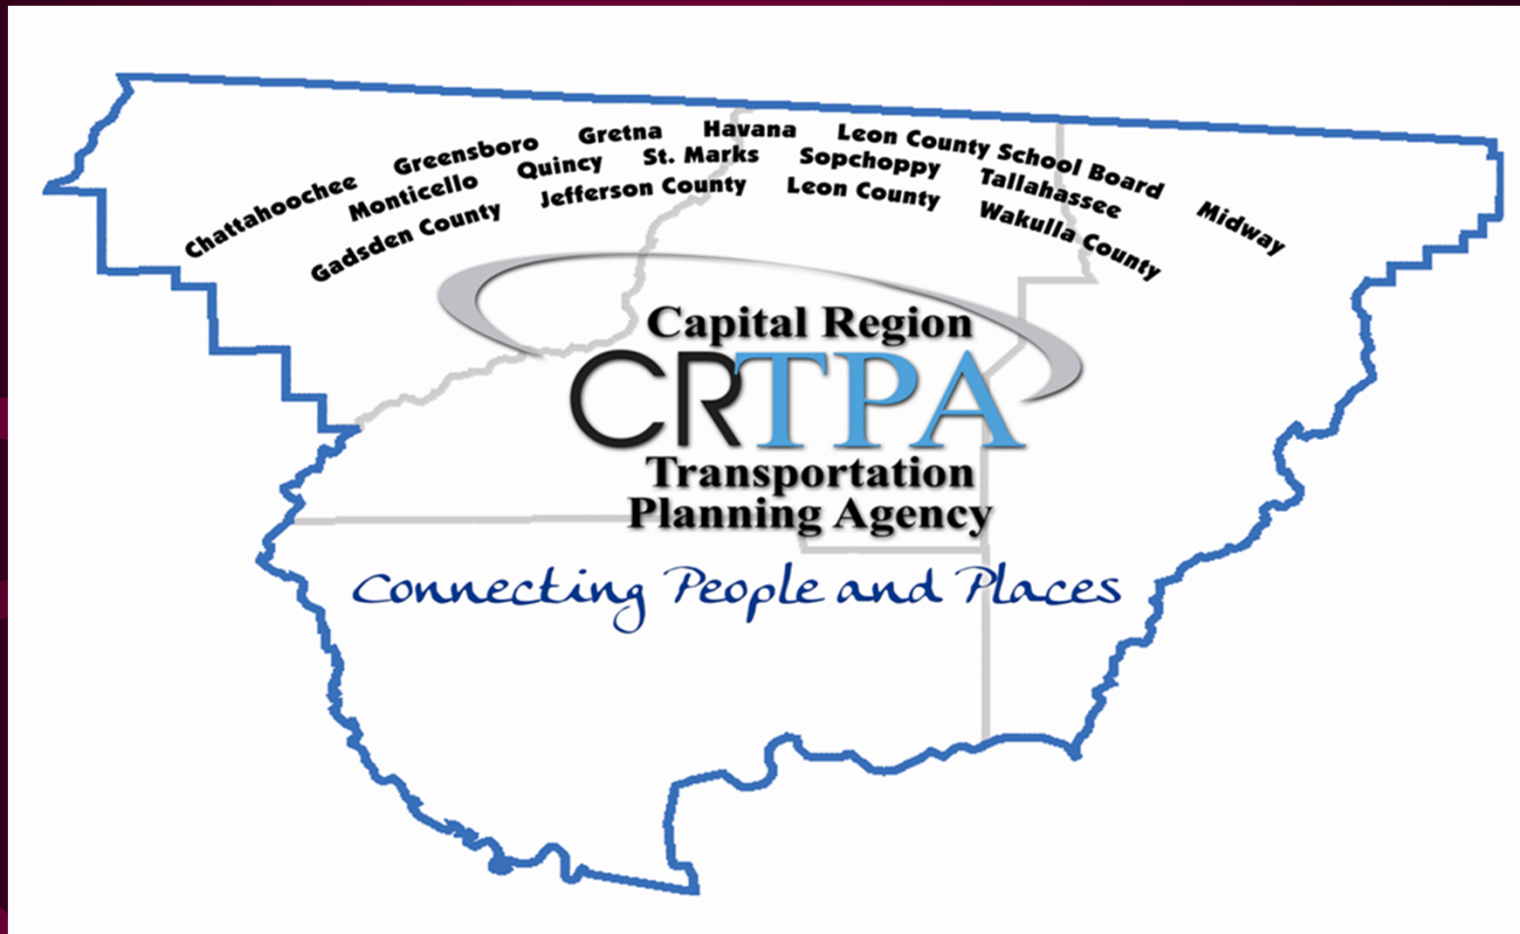 Chattahoochee Greensboro Gretna Havana Leon County School Board Midway
Monticello Quincy St. Marks Sopchoppy Tallahassee
Gadsden County Jefferson County Leon County Wakulla County
Capital Region
CRTPA
Transportation
Planning Agency
Connecting People and Places